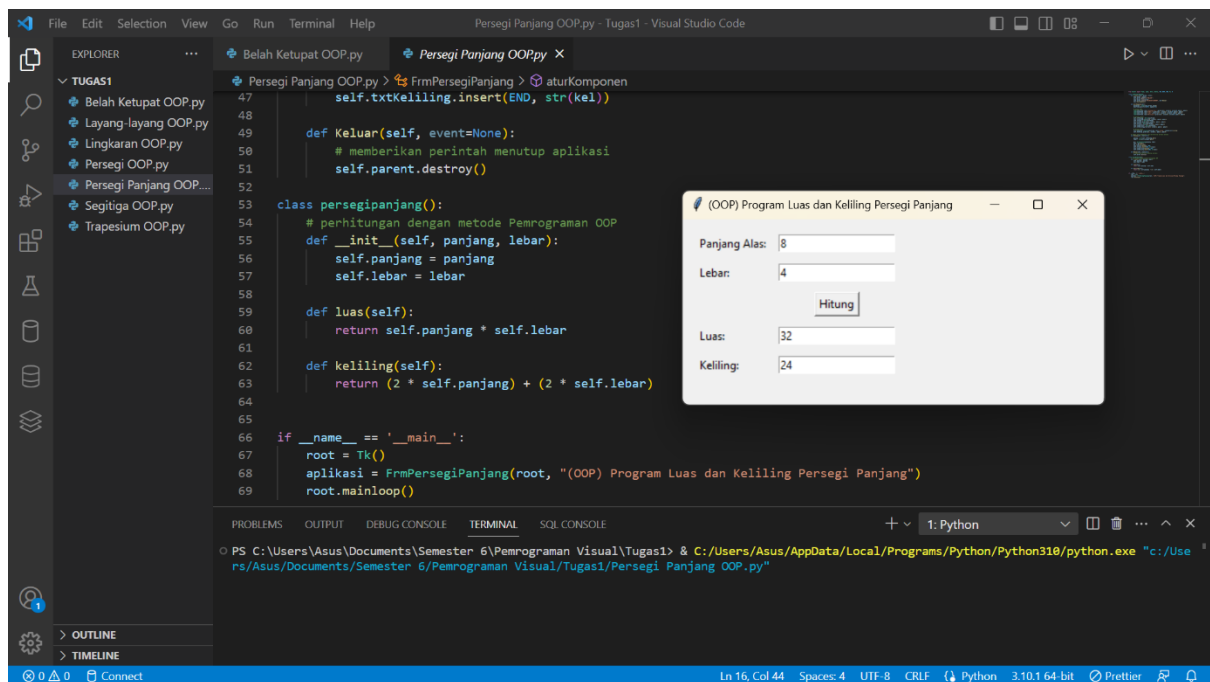 File Edit Selection View Go Run Terminal Help Persegi Panjang OOP.py - Tugas1 - Visual Studio Code
EXPLORER ...
TUGAS1
Belah Ketupat OOP.py
Layang-layang OOP.py
Lingkaran OOP.py
Persegi OOP.py
Persegi Panjang OOP....
Segitiga OOP.py
Trapesium OOP.py
OUTLINE
TIMELINE
Belah Ketupat OOP.py Persegi Panjang OOP.py
Persegi Panjang OOP.py > FrmPersegiPanjang > aturKomponen
47 self.txtKeliling.insert(END, str(kel))
48
49 def Keluar(self, event=None):
50 # memberikan perintah menutup aplikasi
51 self.parent.destroy()
52
53 class persegipanjang():
54 # perhitungan dengan metode Pemrograman OOP
55 def __init__(self, panjang, lebar):
56 self.panjang = panjang
57 self.lebar = lebar
58
59 def luas(self):
60 return self.panjang * self.lebar
61
62 def keliling(self):
63 return (2 * self.panjang) + (2 * self.lebar)
64
65
66 if __name__ == '__main__':
67 root = Tk()
68 aplikasi = FrmPersegiPanjang(root, "(OOP) Program Luas dan Keliling Persegi Panjang")
69 root.mainloop()
(OOP) Program Luas dan Keliling Persegi Panjang
Panjang Alas: 8
Lebar: 4
Hitung
Luas: 32
Keliling: 24
PROBLEMS OUTPUT DEBUG CONSOLE TERMINAL SQL CONSOLE 1: Python
PS C:\Users\Asus\Documents\Semester 6\Pemrograman Visual\Tugas1> & C:/Users/Asus/AppData/Local/Programs/Python/Python310/python.exe "c:/Use
rs/Asus/Documents/Semester 6/Pemrograman Visual/Tugas1/Persegi Panjang OOP.py"
1
0 0 Connect Ln 16, Col 44 Spaces: 4 UTF-8 CRLF Python 3.10.1 64-bit Prettier